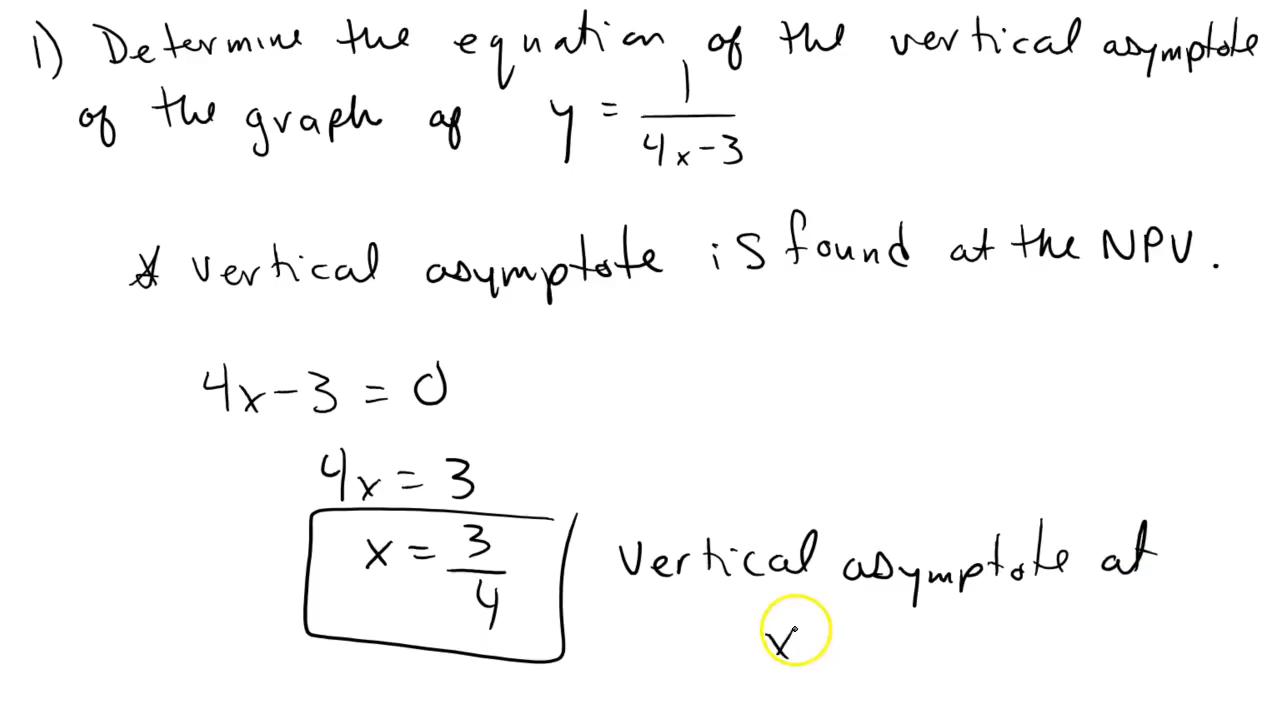 1) Determine the equation of the vertical asymptote
of the graph of y = 1/(4x-3)
* vertical asymptote is found at the NPV.
4x-3 = 0
4x = 3
x = 3/4 vertical asymptote at
x